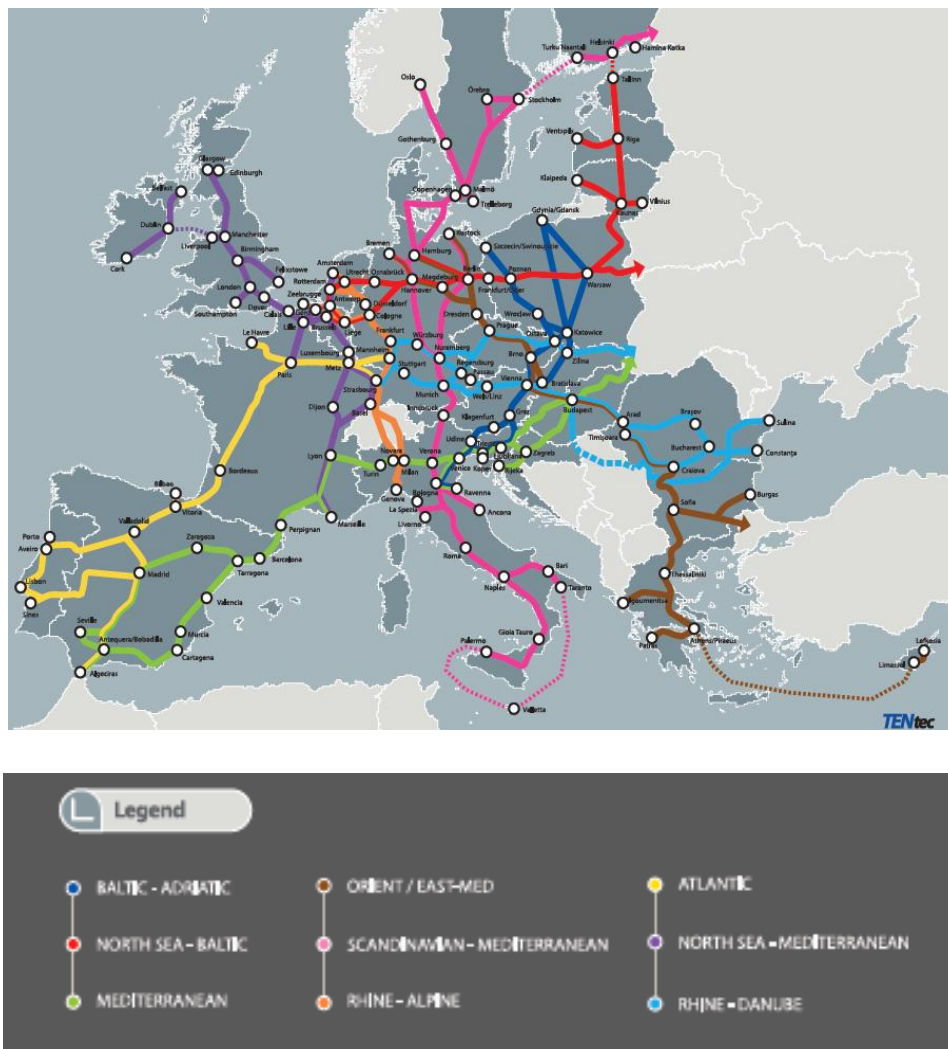 Turku/Naantali
Helsinki
Hamina Kotka
Oslo
Örebro
Stockholm
Tallinn
Gothenburg
Ventspils
Riga
Glasgow
Edinburgh
Belfast
Klaipeda
Copenhagen
Malmö
Trelleborg
Kaunas
Vilnius
Dublin
Liverpool
Manchester
Cork
Birmingham
Gdynia/Gdansk
Rostock
Szczecin/Swinoujscie
Bremen
Hamburg
Felixstowe
Amsterdam
Rotterdam
Utrecht
Osnabrück
Hannover
Magdeburg
Berlin
Frankfurt/Oder
Poznan
Warsaw
London
Southampton
Dover
Calais
Zeebrugge
Antwerp
Düsseldorf
Cologne
Dresden
Wrocław
Katowice
Lille
Brussels
Liège
Frankfurt
Prague
Ostava
Le Havre
Luxembourg
Mannheim
Würzburg
Nuremberg
Regensburg
Passau
Brno
Zilina
Paris
Metz
Stuttgart
Strasbourg
Munich
Wels/Linz
Vienna
Bratislava
Budapest
Dijon
Basel
Innsbruck
Klagenfurt
Graz
Arad
Brașov
Sulina
Timișoara
Bucharest
Constanța
Craiova
Udine
Ljubljana
Zagreb
Lyon
Turin
Novara
Milan
Verona
Venice
Koper
Rijeka
Bordeaux
Genova
Bologna
Ravenna
La Spezia
Livorno
Ancona
Bilbao
Vitoria
Marseille
Sofia
Burgas
Valladolid
Perpignan
Porto
Aveiro
Zaragoza
Barcelona
Tarragona
Madrid
Roma
Bari
Naples
Taranto
Thessaloniki
Igoumenitsa
Lisbon
Sines
Valencia
Seville
Murcia
Antequera/Bobadilla
Cartagena
Algeciras
Palermo
Gioia Tauro
Patras
Athens/Piraeus
Lefkosia
Limassol
Valletta
TENtec
Legend
BALTIC - ADRIATIC
ORIENT / EAST-MED
ATLANTIC
NORTH SEA - BALTIC
SCANDINAVIAN - MEDITERRANEAN
NORTH SEA - MEDITERRANEAN
MEDITERRANEAN
RHINE - ALPINE
RHINE - DANUBE